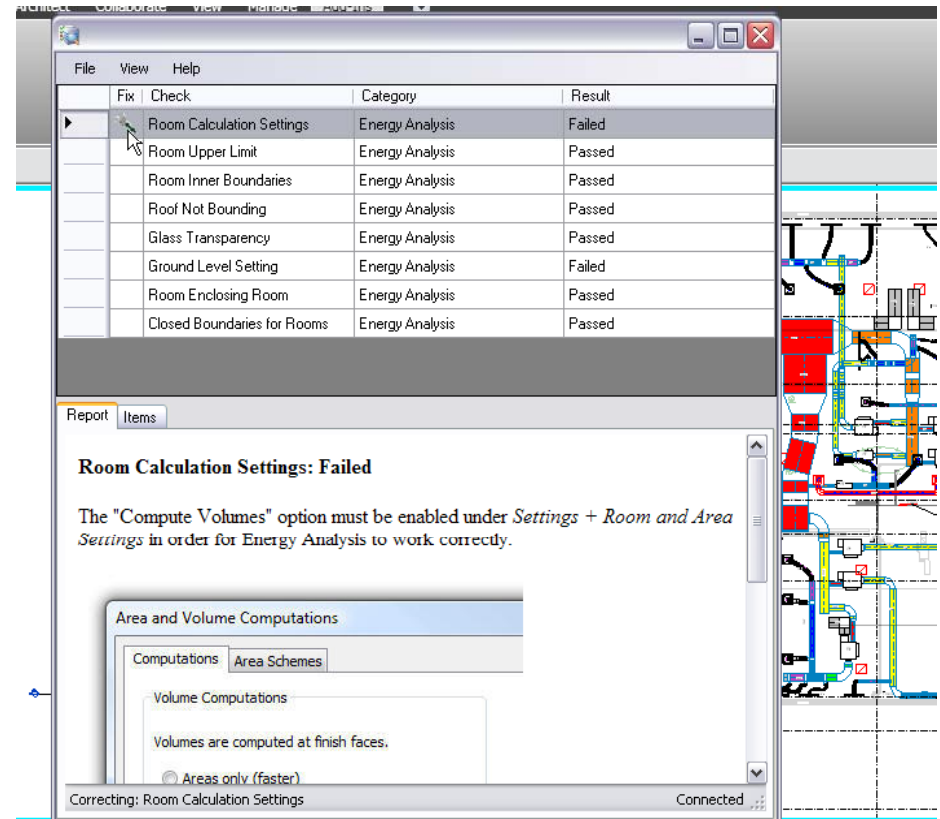 Collaborate View Manage Add-Ins
File View Help
Fix Check Category Result
Room Calculation Settings Energy Analysis Failed
Room Upper Limit Energy Analysis Passed
Room Inner Boundaries Energy Analysis Passed
Roof Not Bounding Energy Analysis Passed
Glass Transparency Energy Analysis Passed
Ground Level Setting Energy Analysis Failed
Room Enclosing Room Energy Analysis Passed
Closed Boundaries for Rooms Energy Analysis Passed
Report Items
Room Calculation Settings: Failed
The "Compute Volumes" option must be enabled under Settings + Room and Area
Settings in order for Energy Analysis to work correctly.
Area and Volume Computations
Computations Area Schemes
Volume Computations
Volumes are computed at finish faces.
Areas only (faster)
Correcting: Room Calculation Settings Connected